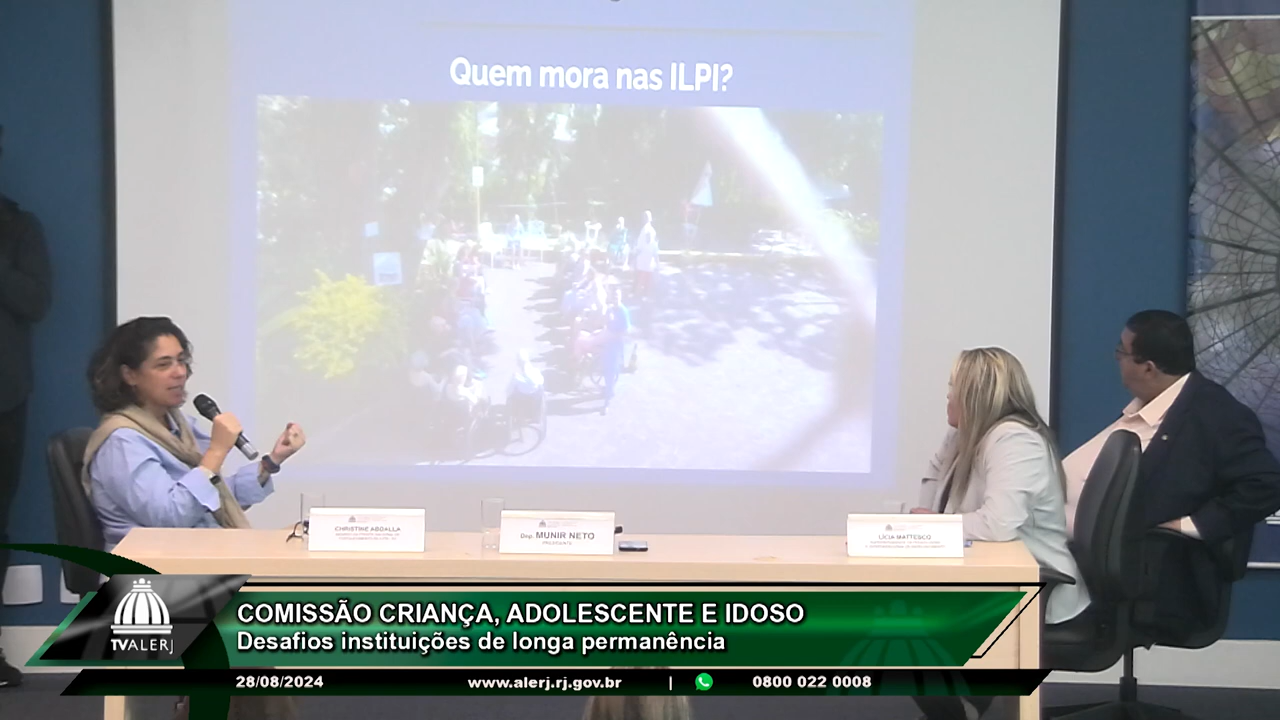 Quem mora nas ILPI?
CHRISTINE ABDALLA
Dep. MUNIR NETO
PRESIDENTE
LÍCIA MATTESCO
COMISSÃO CRIANÇA, ADOLESCENTE E IDOSO
Desafios instituições de longa permanência
TVALERJ
28/08/2024
www.alerj.rj.gov.br | 0800 022 0008